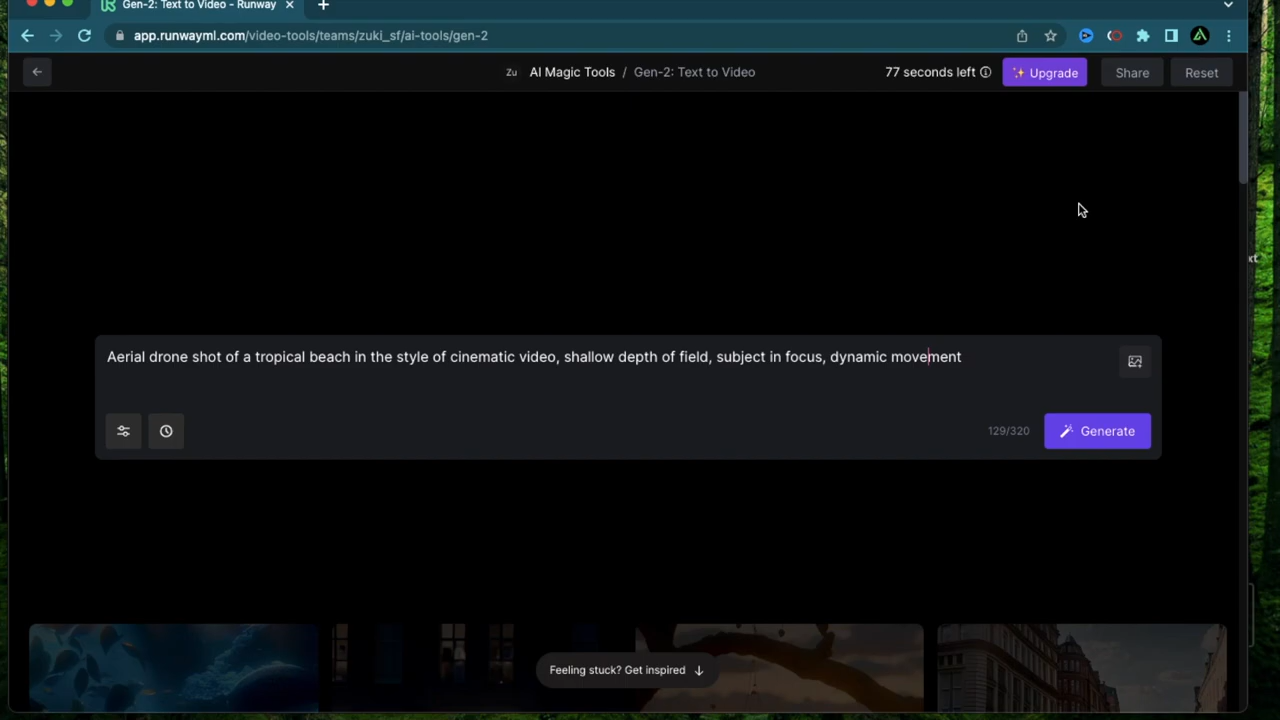 Gen-2: Text to Video - Runway
app.runwayml.com/video-tools/teams/zuki_sf/ai-tools/gen-2
Zu AI Magic Tools / Gen-2: Text to Video
77 seconds left
Upgrade
Share
Reset
xt
Aerial drone shot of a tropical beach in the style of cinematic video, shallow depth of field, subject in focus, dynamic movement
129/320
Generate
Feeling stuck? Get inspired ↓